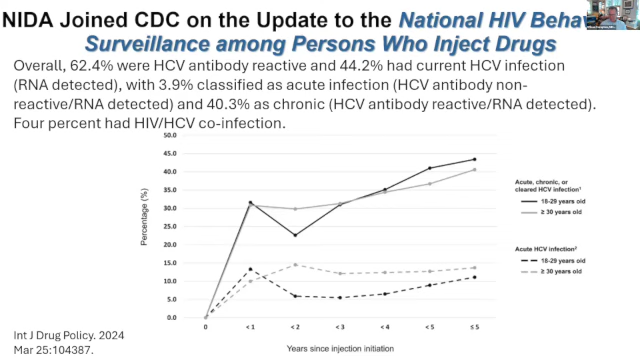 NIDA Joined CDC on the Update to the National HIV Behav
Surveillance among Persons Who Inject Drugs
Overall, 62.4% were HCV antibody reactive and 44.2% had current HCV infection
(RNA detected), with 3.9% classified as acute infection (HCV antibody non-
reactive/RNA detected) and 40.3% as chronic (HCV antibody reactive/RNA detected).
Four percent had HIV/HCV co-infection.
50.0
45.0
40.0
35.0
30.0
25.0
20.0
15.0
10.0
5.0
0.0
Percentage (%)
0
< 1
< 2
< 3
< 4
< 5
≤ 5
Years since injection initiation
Acute, chronic, or
cleared HCV infection¹
18-29 years old
≥ 30 years old
Acute HCV infection²
18-29 years old
≥ 30 years old
Int J Drug Policy. 2024
Mar 25:104387.